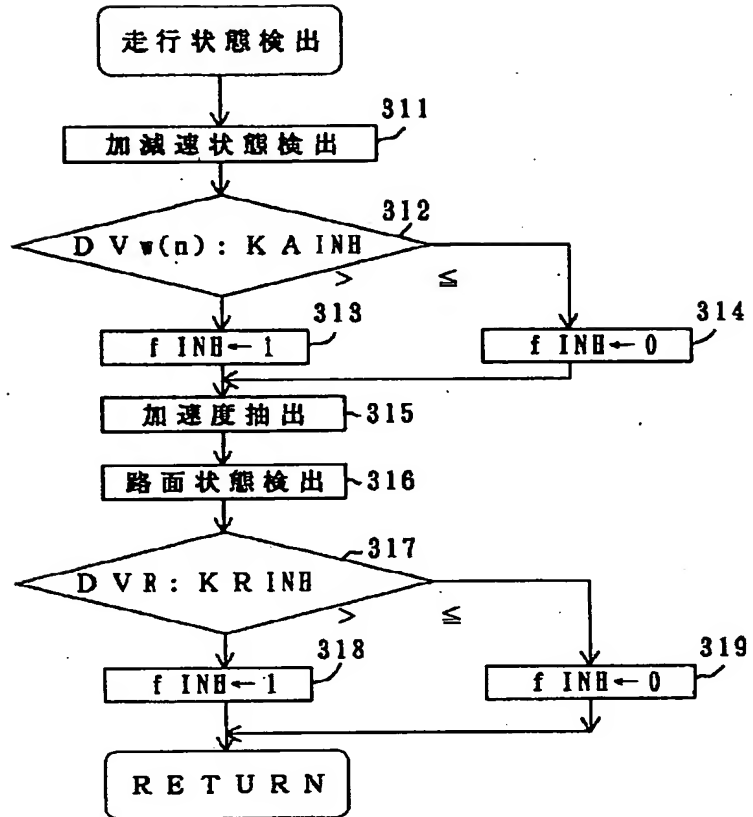 走行状態検出
311
加減速状態検出
312
DVw(n): KAINH
> ≦
313
314
f INH←1
f INH←0
加速度抽出
315
路面状態検出
316
317
DVR: KRINH
> ≦
318
319
f INH←1
f INH←0
RETURN